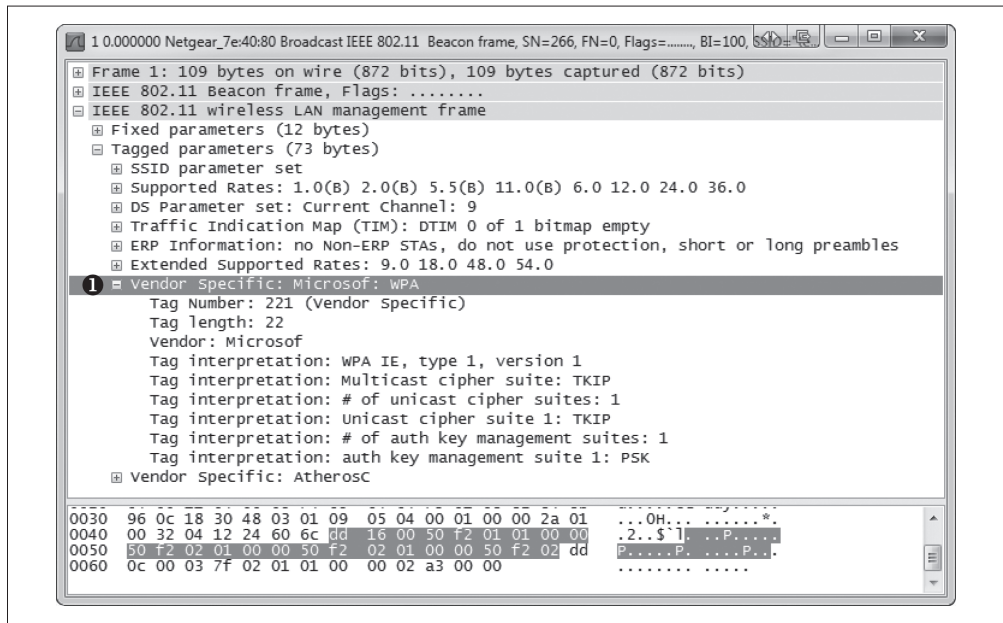 1 0.000000 Netgear_7e:40:80 Broadcast IEEE 802.11 Beacon frame, SN=266, FN=0, Flags=........, BI=100, SSID=
Frame 1: 109 bytes on wire (872 bits), 109 bytes captured (872 bits)
IEEE 802.11 Beacon frame, Flags: ........
IEEE 802.11 wireless LAN management frame
Fixed parameters (12 bytes)
Tagged parameters (73 bytes)
SSID parameter set
Supported Rates: 1.0(B) 2.0(B) 5.5(B) 11.0(B) 6.0 12.0 24.0 36.0
DS Parameter set: Current Channel: 9
Traffic Indication Map (TIM): DTIM 0 of 1 bitmap empty
ERP Information: no Non-ERP STAs, do not use protection, short or long preambles
Extended Supported Rates: 9.0 18.0 48.0 54.0
1 Vendor Specific: Microsof: WPA
Tag Number: 221 (Vendor Specific)
Tag length: 22
Vendor: Microsof
Tag interpretation: WPA IE, type 1, version 1
Tag interpretation: Multicast cipher suite: TKIP
Tag interpretation: # of unicast cipher suites: 1
Tag interpretation: Unicast cipher suite 1: TKIP
Tag interpretation: # of auth key management suites: 1
Tag interpretation: auth key management suite 1: PSK
Vendor Specific: AtherosC
0030 96 0c 18 30 48 03 01 09 05 04 00 01 00 00 2a 01 ...0H... ......*.
0040 00 32 04 12 24 60 6c dd 16 00 50 f2 01 01 00 00 .2..$`l. ..P.....
0050 50 f2 02 01 00 00 50 f2 02 01 00 00 50 f2 02 dd P.....P. ....P...
0060 0c 00 03 7f 02 01 01 00 00 02 a3 00 00 ........ .....